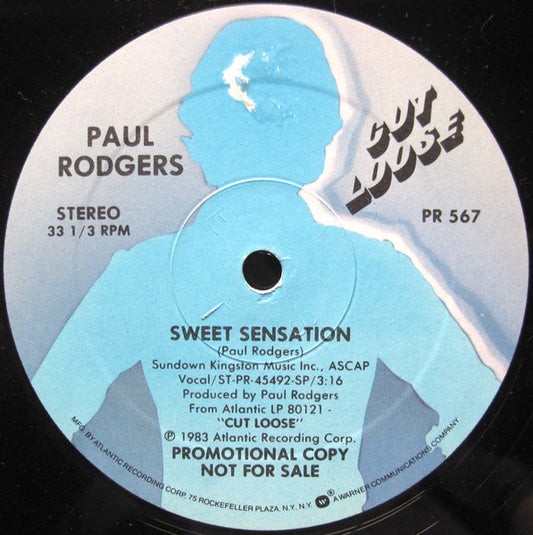 PAUL
RODGERS
CUT
LOOSE
STEREO
33 1/3 RPM
PR 567
SWEET SENSATION
(Paul Rodgers)
Sundown Kingston Music Inc., ASCAP
Vocal/ST-PR-45492-SP/3:16
Produced by Paul Rodgers
From Atlantic LP 80121 -
"CUT LOOSE"
Ⓟ 1983 Atlantic Recording Corp.
PROMOTIONAL COPY
NOT FOR SALE
MFG. BY ATLANTIC RECORDING CORP. 75 ROCKEFELLER PLAZA, N.Y., N.Y. ® A WARNER COMMUNICATIONS COMPANY